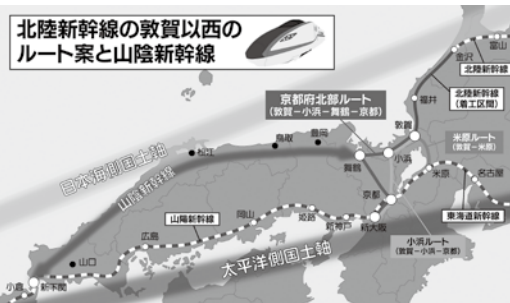 北陸新幹線の敦賀以西の
ルート案と山陰新幹線
富山
金沢
北陸新幹線
北陸新幹線
(着工区間)
福井
京都府北部ルート
(敦賀－小浜－舞鶴－京都)
敦賀
米原ルート
(敦賀－米原)
豊岡
鳥取
松江
小浜
舞鶴
米原
名古屋
京都
日本海側国土軸
山陰新幹線
東海道新幹線
山陽新幹線
岡山
姫路
新神戸
新大阪
小浜ルート
(敦賀－小浜－京都)
広島
山口
太平洋側国土軸
小倉
新下関